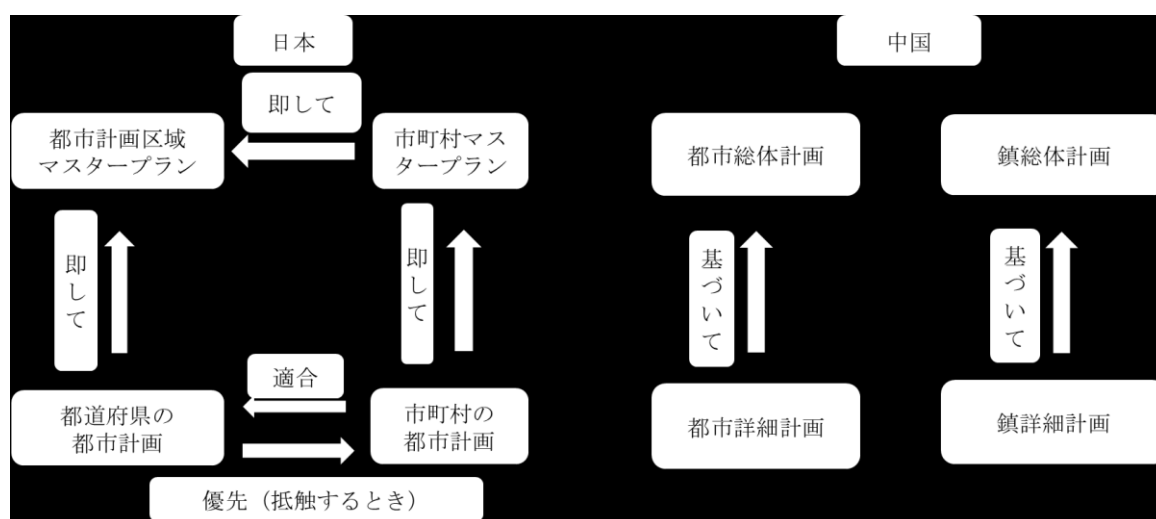 日本
中国
即して
都市計画区域
マスタープラン
市町村マス
タープラン
都市総体計画
鎮総体計画
即して
即して
基づいて
基づいて
適合
都道府県の
都市計画
市町村の
都市計画
都市詳細計画
鎮詳細計画
優先（抵触するとき）